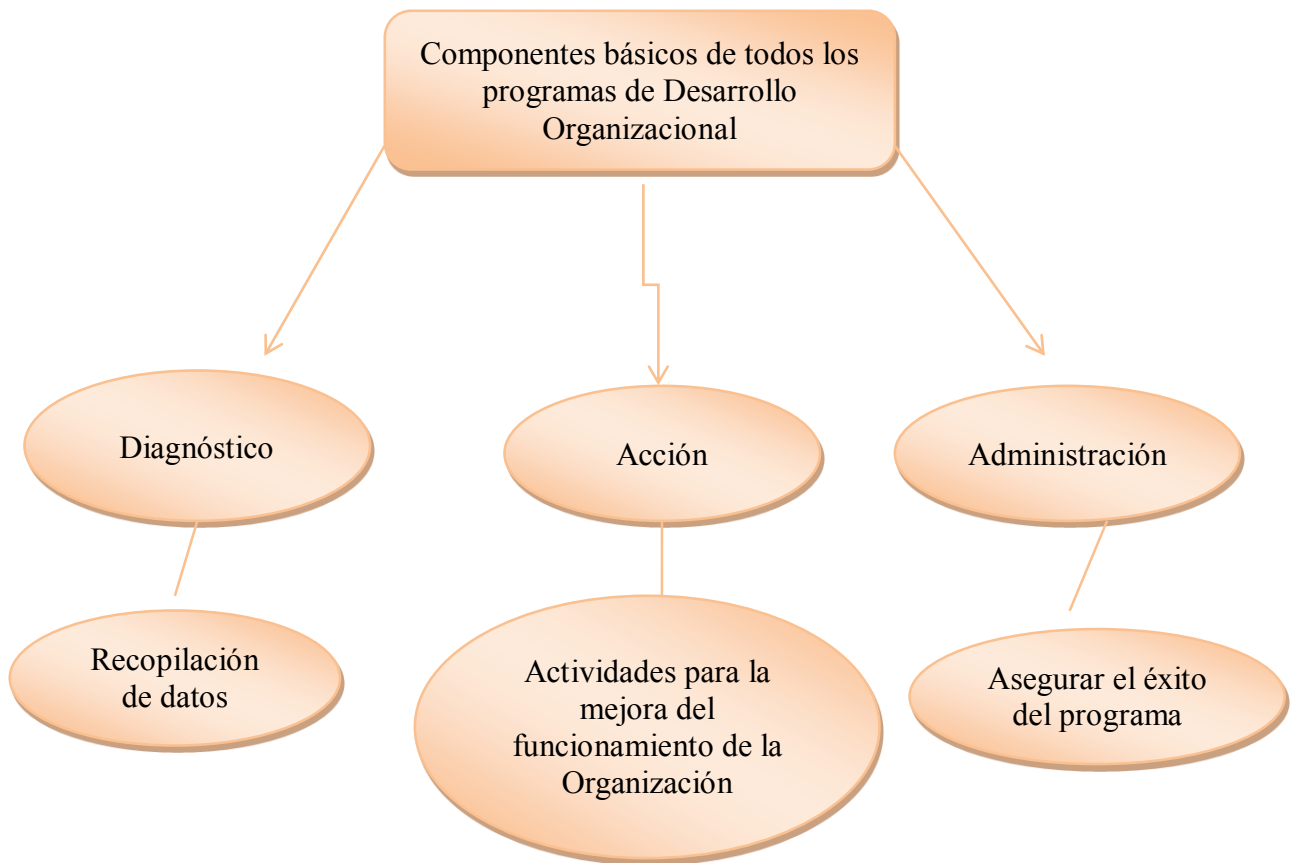 Componentes básicos de todos los
programas de Desarrollo
Organizacional
Diagnóstico
Acción
Administración
Recopilación
de datos
Actividades para la
mejora del
funcionamiento de la
Organización
Asegurar el éxito
del programa